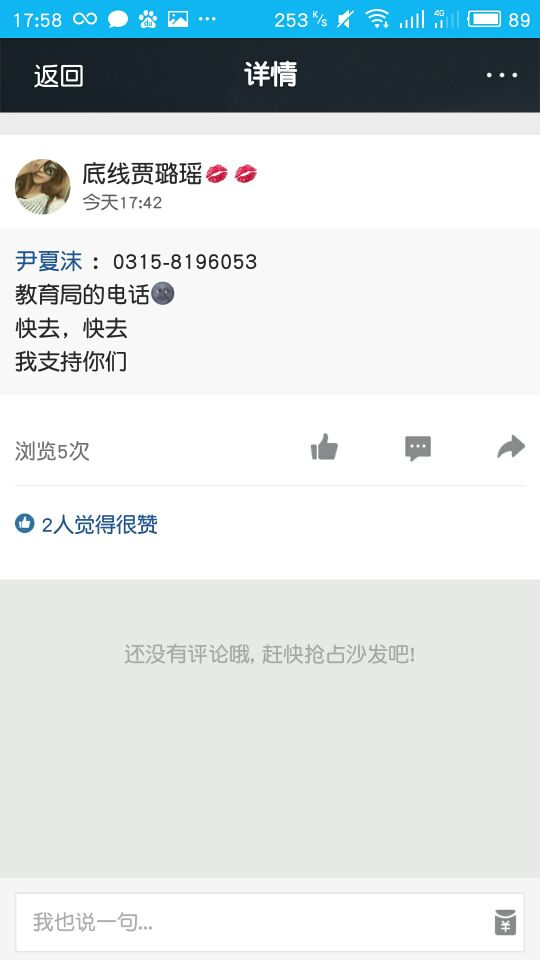 17:58 253 K/s 4G 89
返回 详情
底线贾璐瑶💋💋
今天17:42
尹夏沫 : 0315-8196053
教育局的电话🌚
快去，快去
我支持你们
浏览5次
2人觉得很赞
还没有评论哦, 赶快抢占沙发吧!
我也说一句...